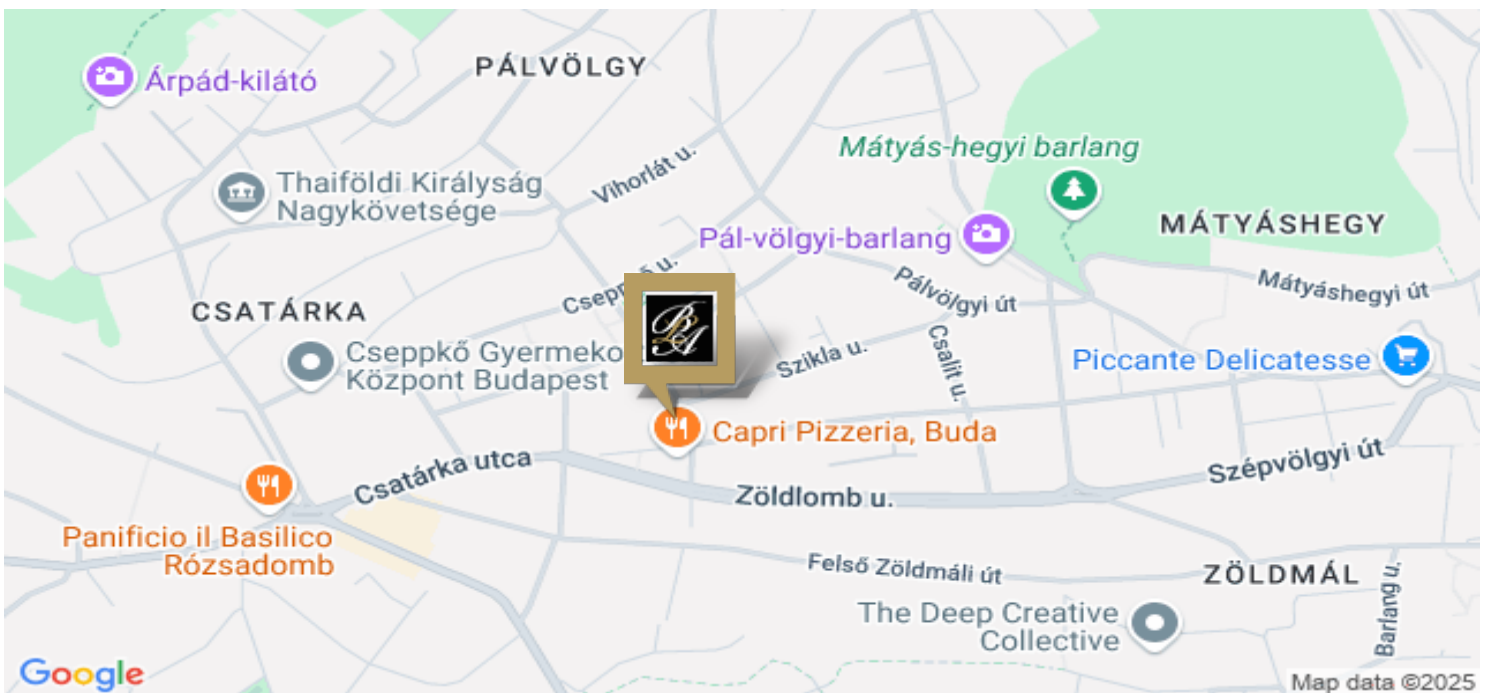 PÁLVÖLGY
Árpád-kilátó
Mátyás-hegyi barlang
Vihorlát u.
Thaiföldi Királyság
Nagykövetsége
MÁTYÁSHEGY
Pál-völgyi-barlang
Pálvölgyi út
Mátyáshegyi út
CSATÁRKA
Csalit u.
Szikla u.
Cseppkő Gyermek
Központ Budapest
Piccante Delicatesse
Capri Pizzeria, Buda
Csatárka utca
Szépvölgyi út
Zöldlomb u.
Panificio il Basilico
Rózsadomb
Felső Zöldmáli út
ZÖLDMÁL
Barlang u.
The Deep Creative
Collective
Google
Map data ©2025